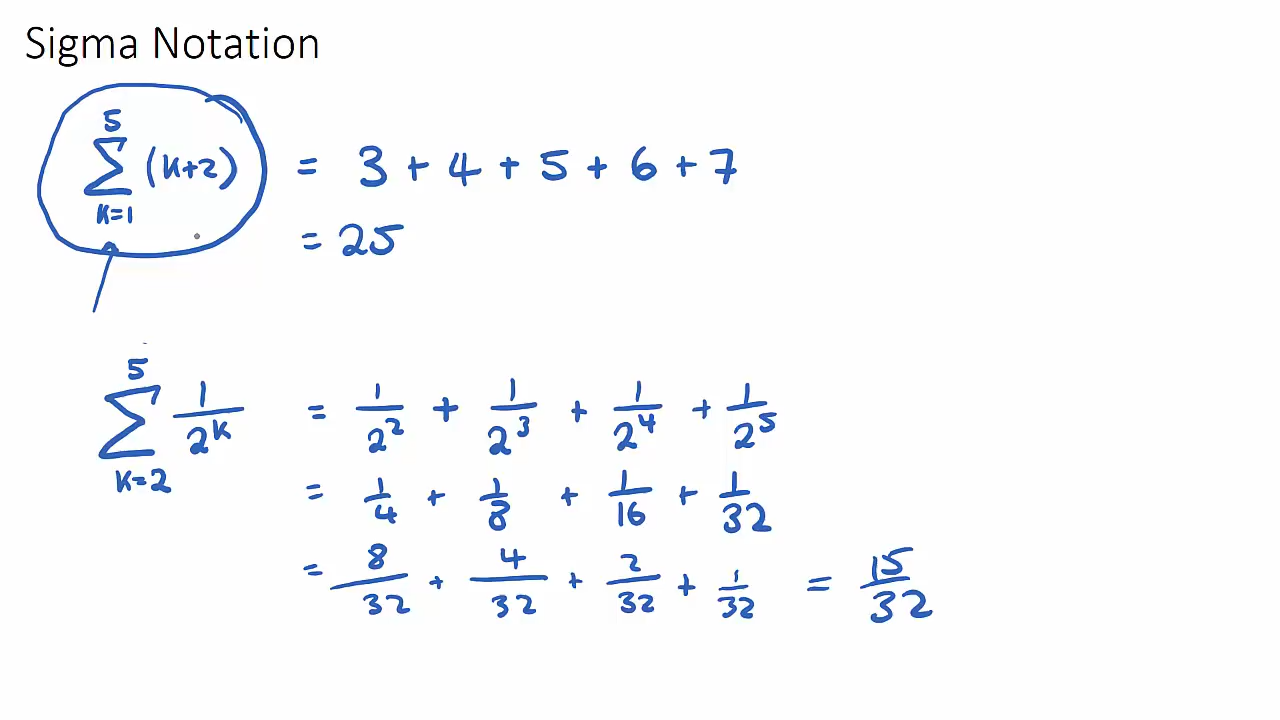 Sigma Notation
5
∑ (k+2) = 3 + 4 + 5 + 6 + 7
k=1
= 25
5
∑ 1/2^k = 1/2^2 + 1/2^3 + 1/2^4 + 1/2^5
k=2
= 1/4 + 1/8 + 1/16 + 1/32
= 8/32 + 4/32 + 2/32 + 1/32 = 15/32